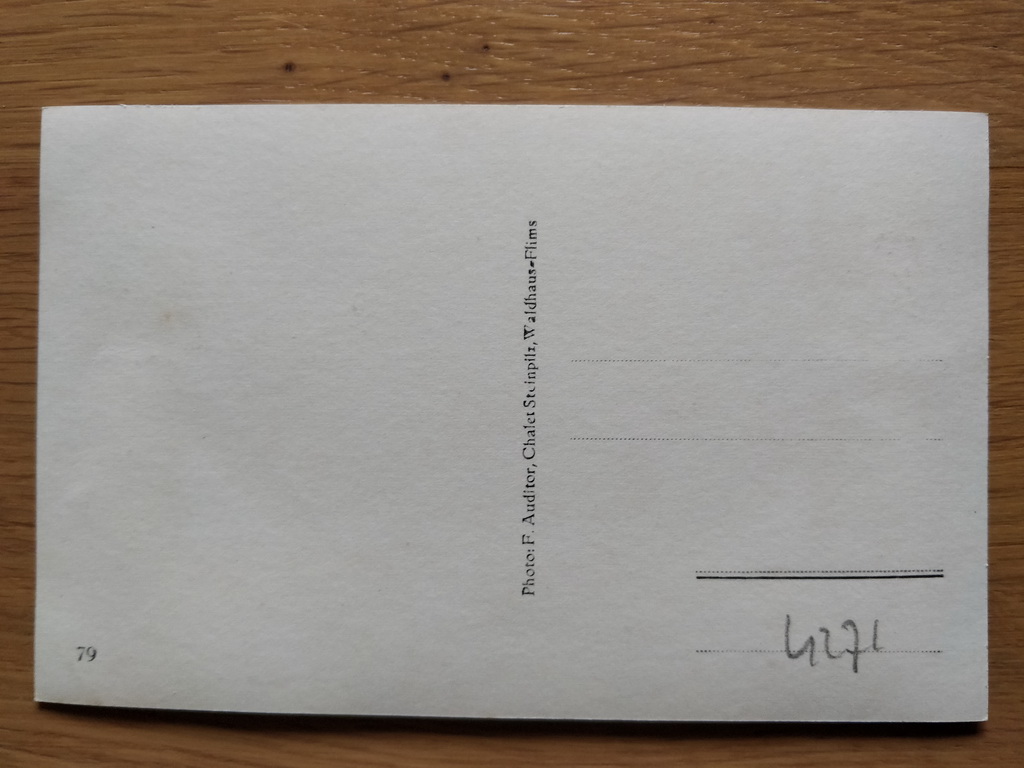 Photo: F. Auditor, Chalet Steinpilz, Waldhaus-Flims
79
4271